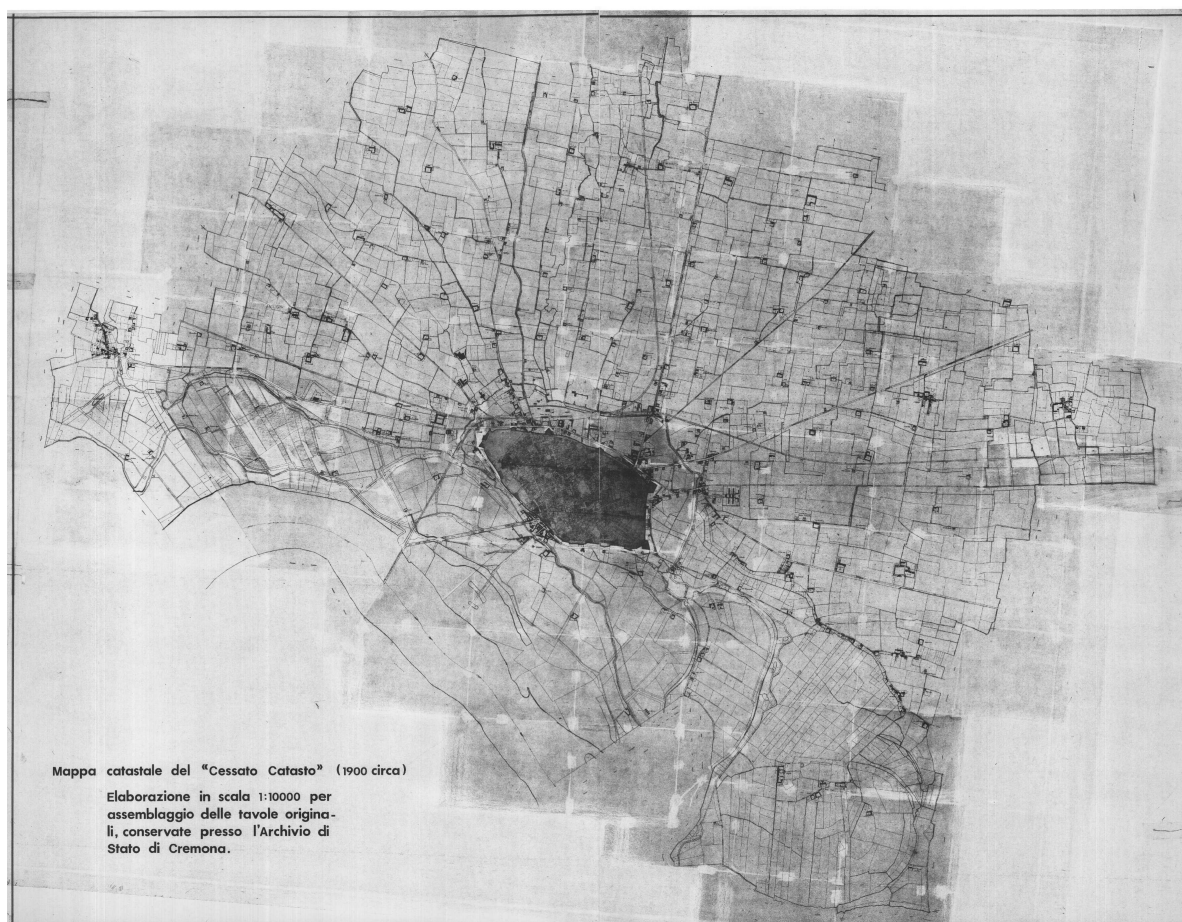 Mappa catastale del "Cessato Catasto" (1900 circa)
Elaborazione in scala 1:10000 per
assemblaggio delle tavole origina-
li, conservate presso l'Archivio di
Stato di Cremona.